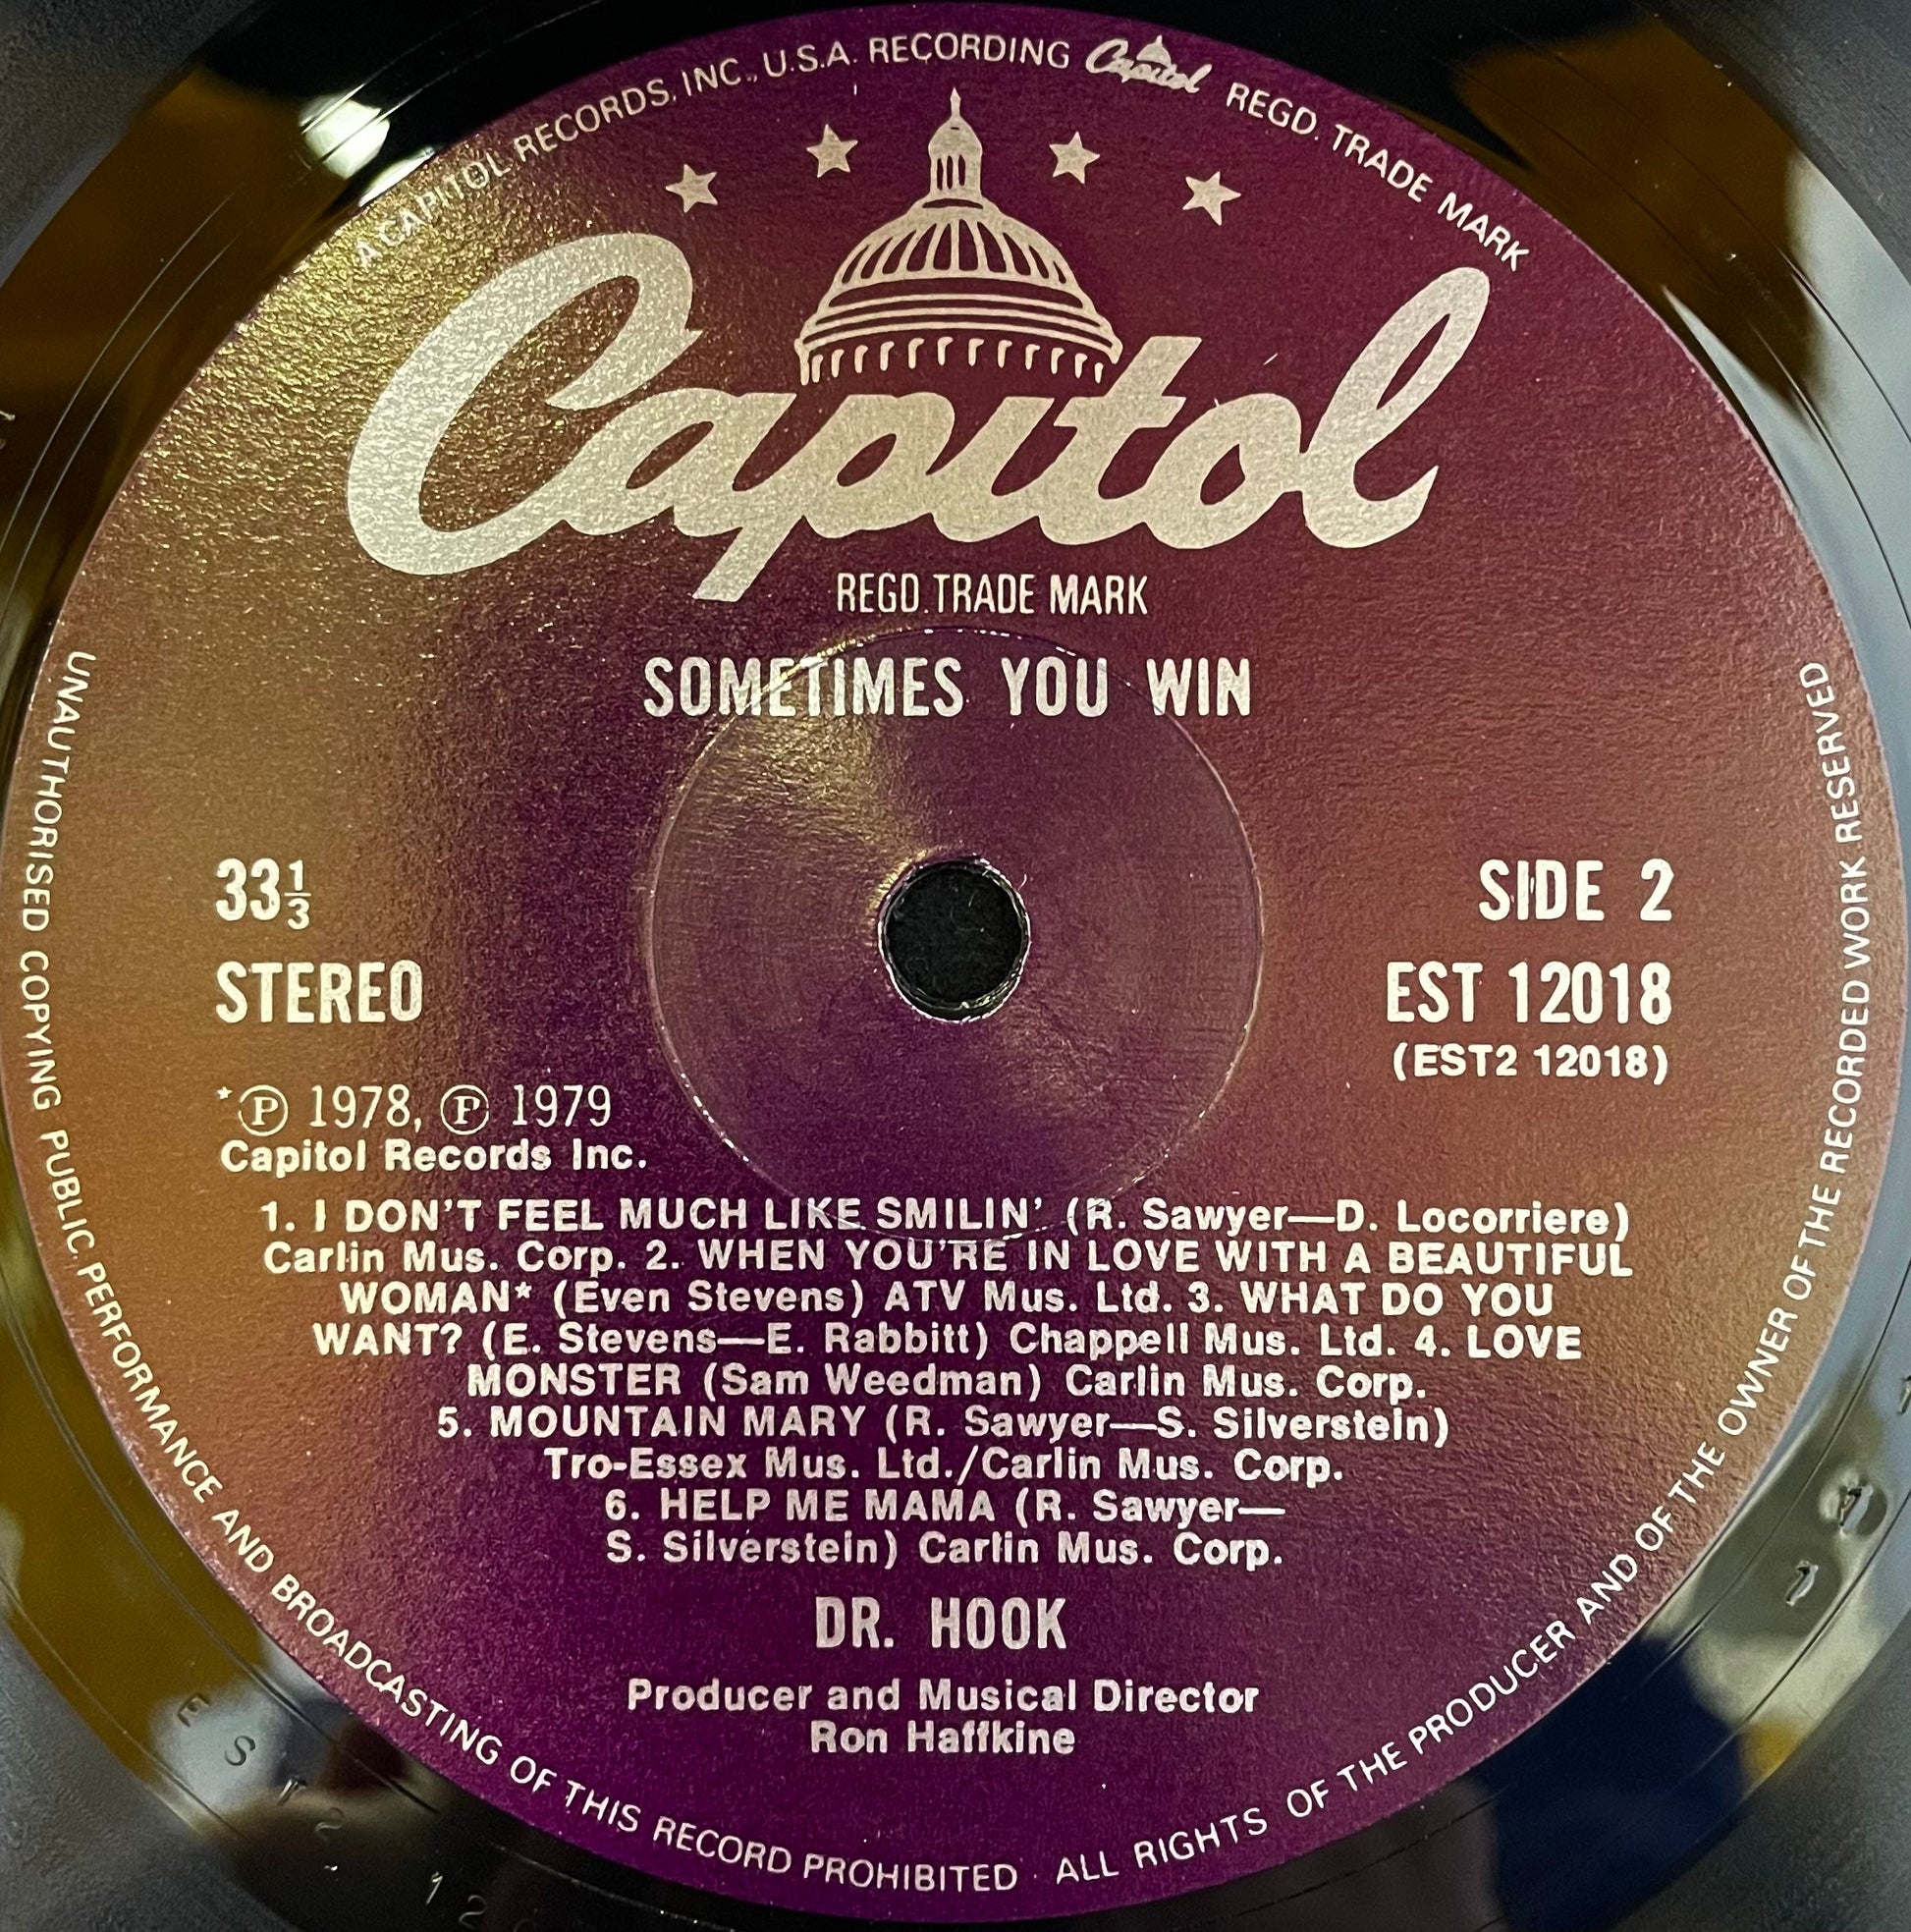 A CAPITOL RECORDS, INC., U.S.A. RECORDING Capitol REGD. TRADE MARK
Capitol
REGD. TRADE MARK
SOMETIMES YOU WIN
33⅓
STEREO
SIDE 2
EST 12018
(EST2 12018)
*Ⓟ 1978, Ⓟ 1979
Capitol Records Inc.
1. I DON'T FEEL MUCH LIKE SMILIN' (R. Sawyer—D. Locorriere)
Carlin Mus. Corp. 2. WHEN YOU'RE IN LOVE WITH A BEAUTIFUL
WOMAN* (Even Stevens) ATV Mus. Ltd. 3. WHAT DO YOU
WANT? (E. Stevens—E. Rabbitt) Chappell Mus. Ltd. 4. LOVE
MONSTER (Sam Weedman) Carlin Mus. Corp.
5. MOUNTAIN MARY (R. Sawyer—S. Silverstein)
Tro-Essex Mus. Ltd./Carlin Mus. Corp.
6. HELP ME MAMA (R. Sawyer—
S. Silverstein) Carlin Mus. Corp.
DR. HOOK
Producer and Musical Director
Ron Haffkine
UNAUTHORISED COPYING PUBLIC, PERFORMANCE AND BROADCASTING OF THIS RECORD PROHIBITED · ALL RIGHTS OF THE PRODUCER AND OF THE OWNER OF THE RECORDED WORK RESERVED
EST2 12